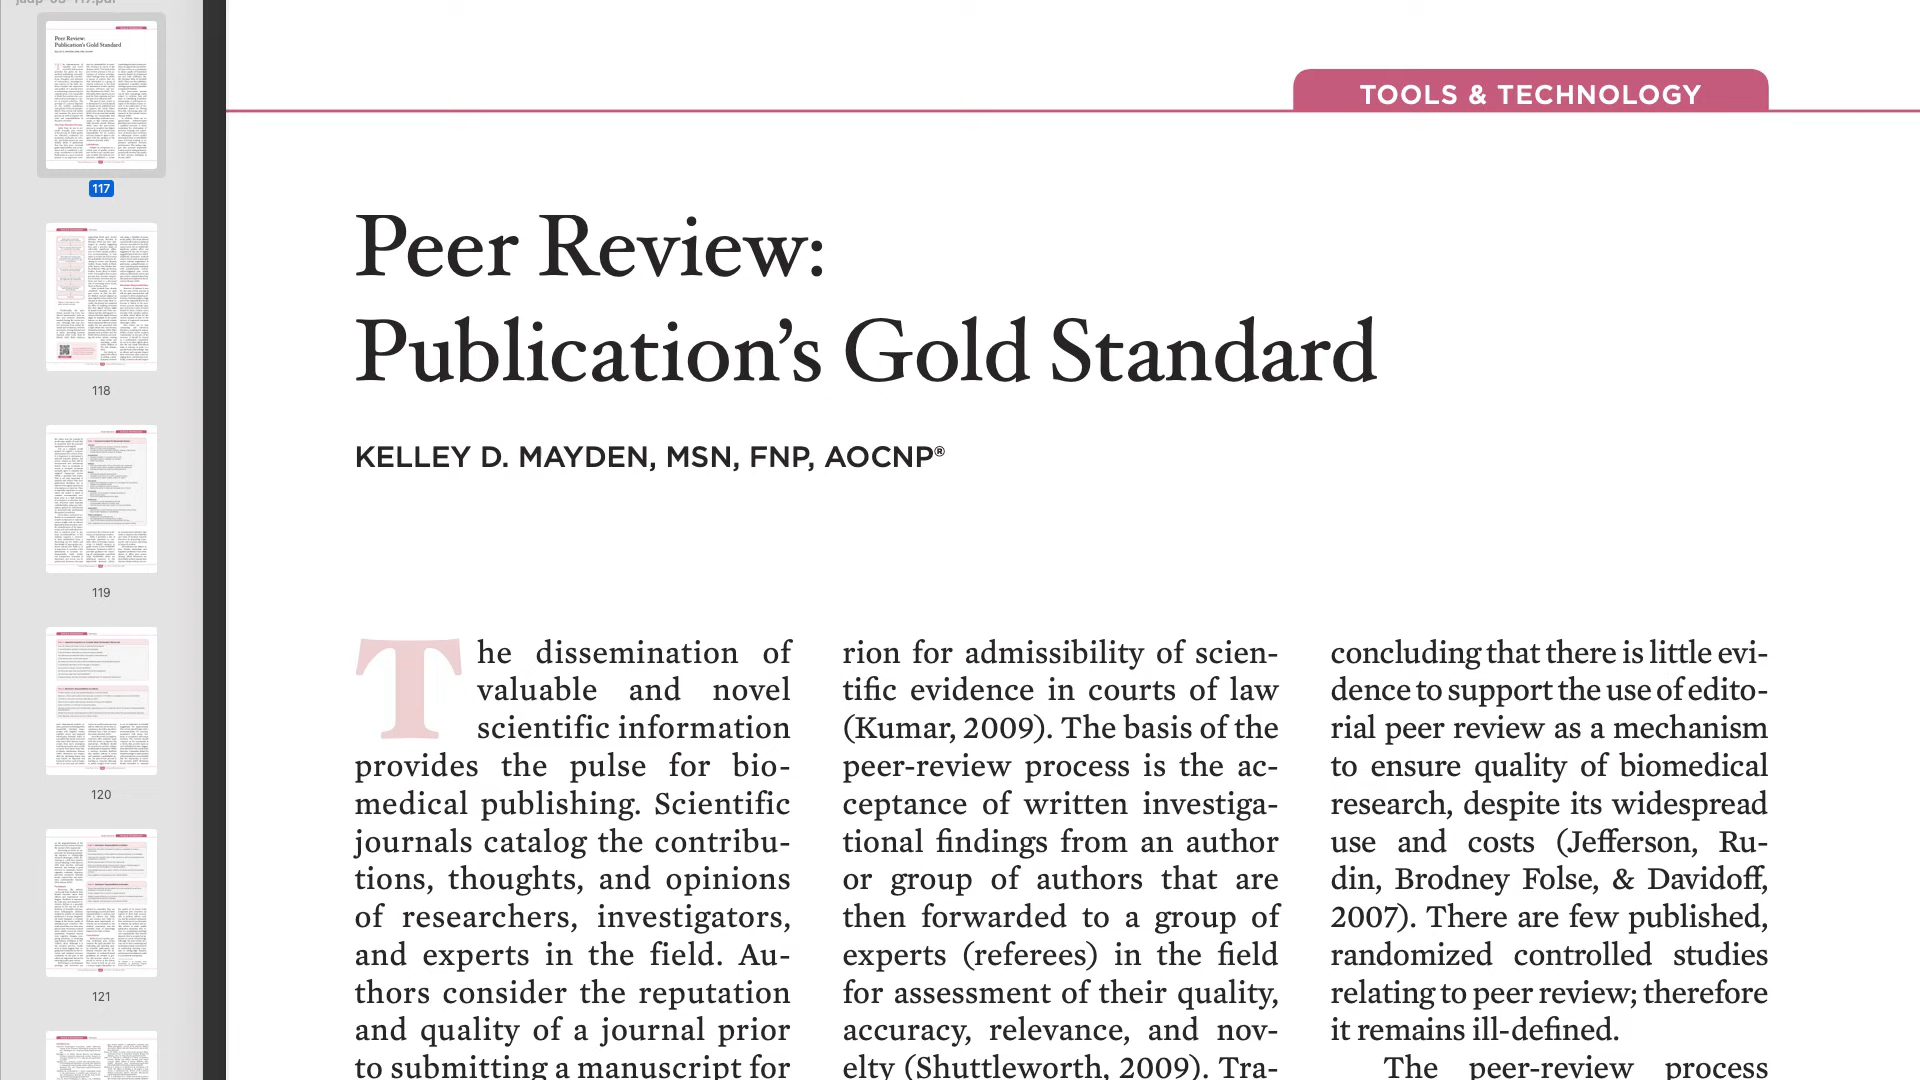 117
118
119
120
121
TOOLS & TECHNOLOGY
Peer Review:
Publication’s Gold Standard
KELLEY D. MAYDEN, MSN, FNP, AOCNP®
The dissemination of
valuable and novel
scientific information
provides the pulse for bio-
medical publishing. Scientific
journals catalog the contribu-
tions, thoughts, and opinions
of researchers, investigators,
and experts in the field. Au-
thors consider the reputation
and quality of a journal prior
to submitting a manuscript for
rion for admissibility of scien-
tific evidence in courts of law
(Kumar, 2009). The basis of the
peer-review process is the ac-
ceptance of written investiga-
tional findings from an author
or group of authors that are
then forwarded to a group of
experts (referees) in the field
for assessment of their quality,
accuracy, relevance, and nov-
elty (Shuttleworth, 2009). Tra-
concluding that there is little evi-
dence to support the use of edito-
rial peer review as a mechanism
to ensure quality of biomedical
research, despite its widespread
use and costs (Jefferson, Ru-
din, Brodney Folse, & Davidoff,
2007). There are few published,
randomized controlled studies
relating to peer review; therefore
it remains ill-defined.
The peer-review process